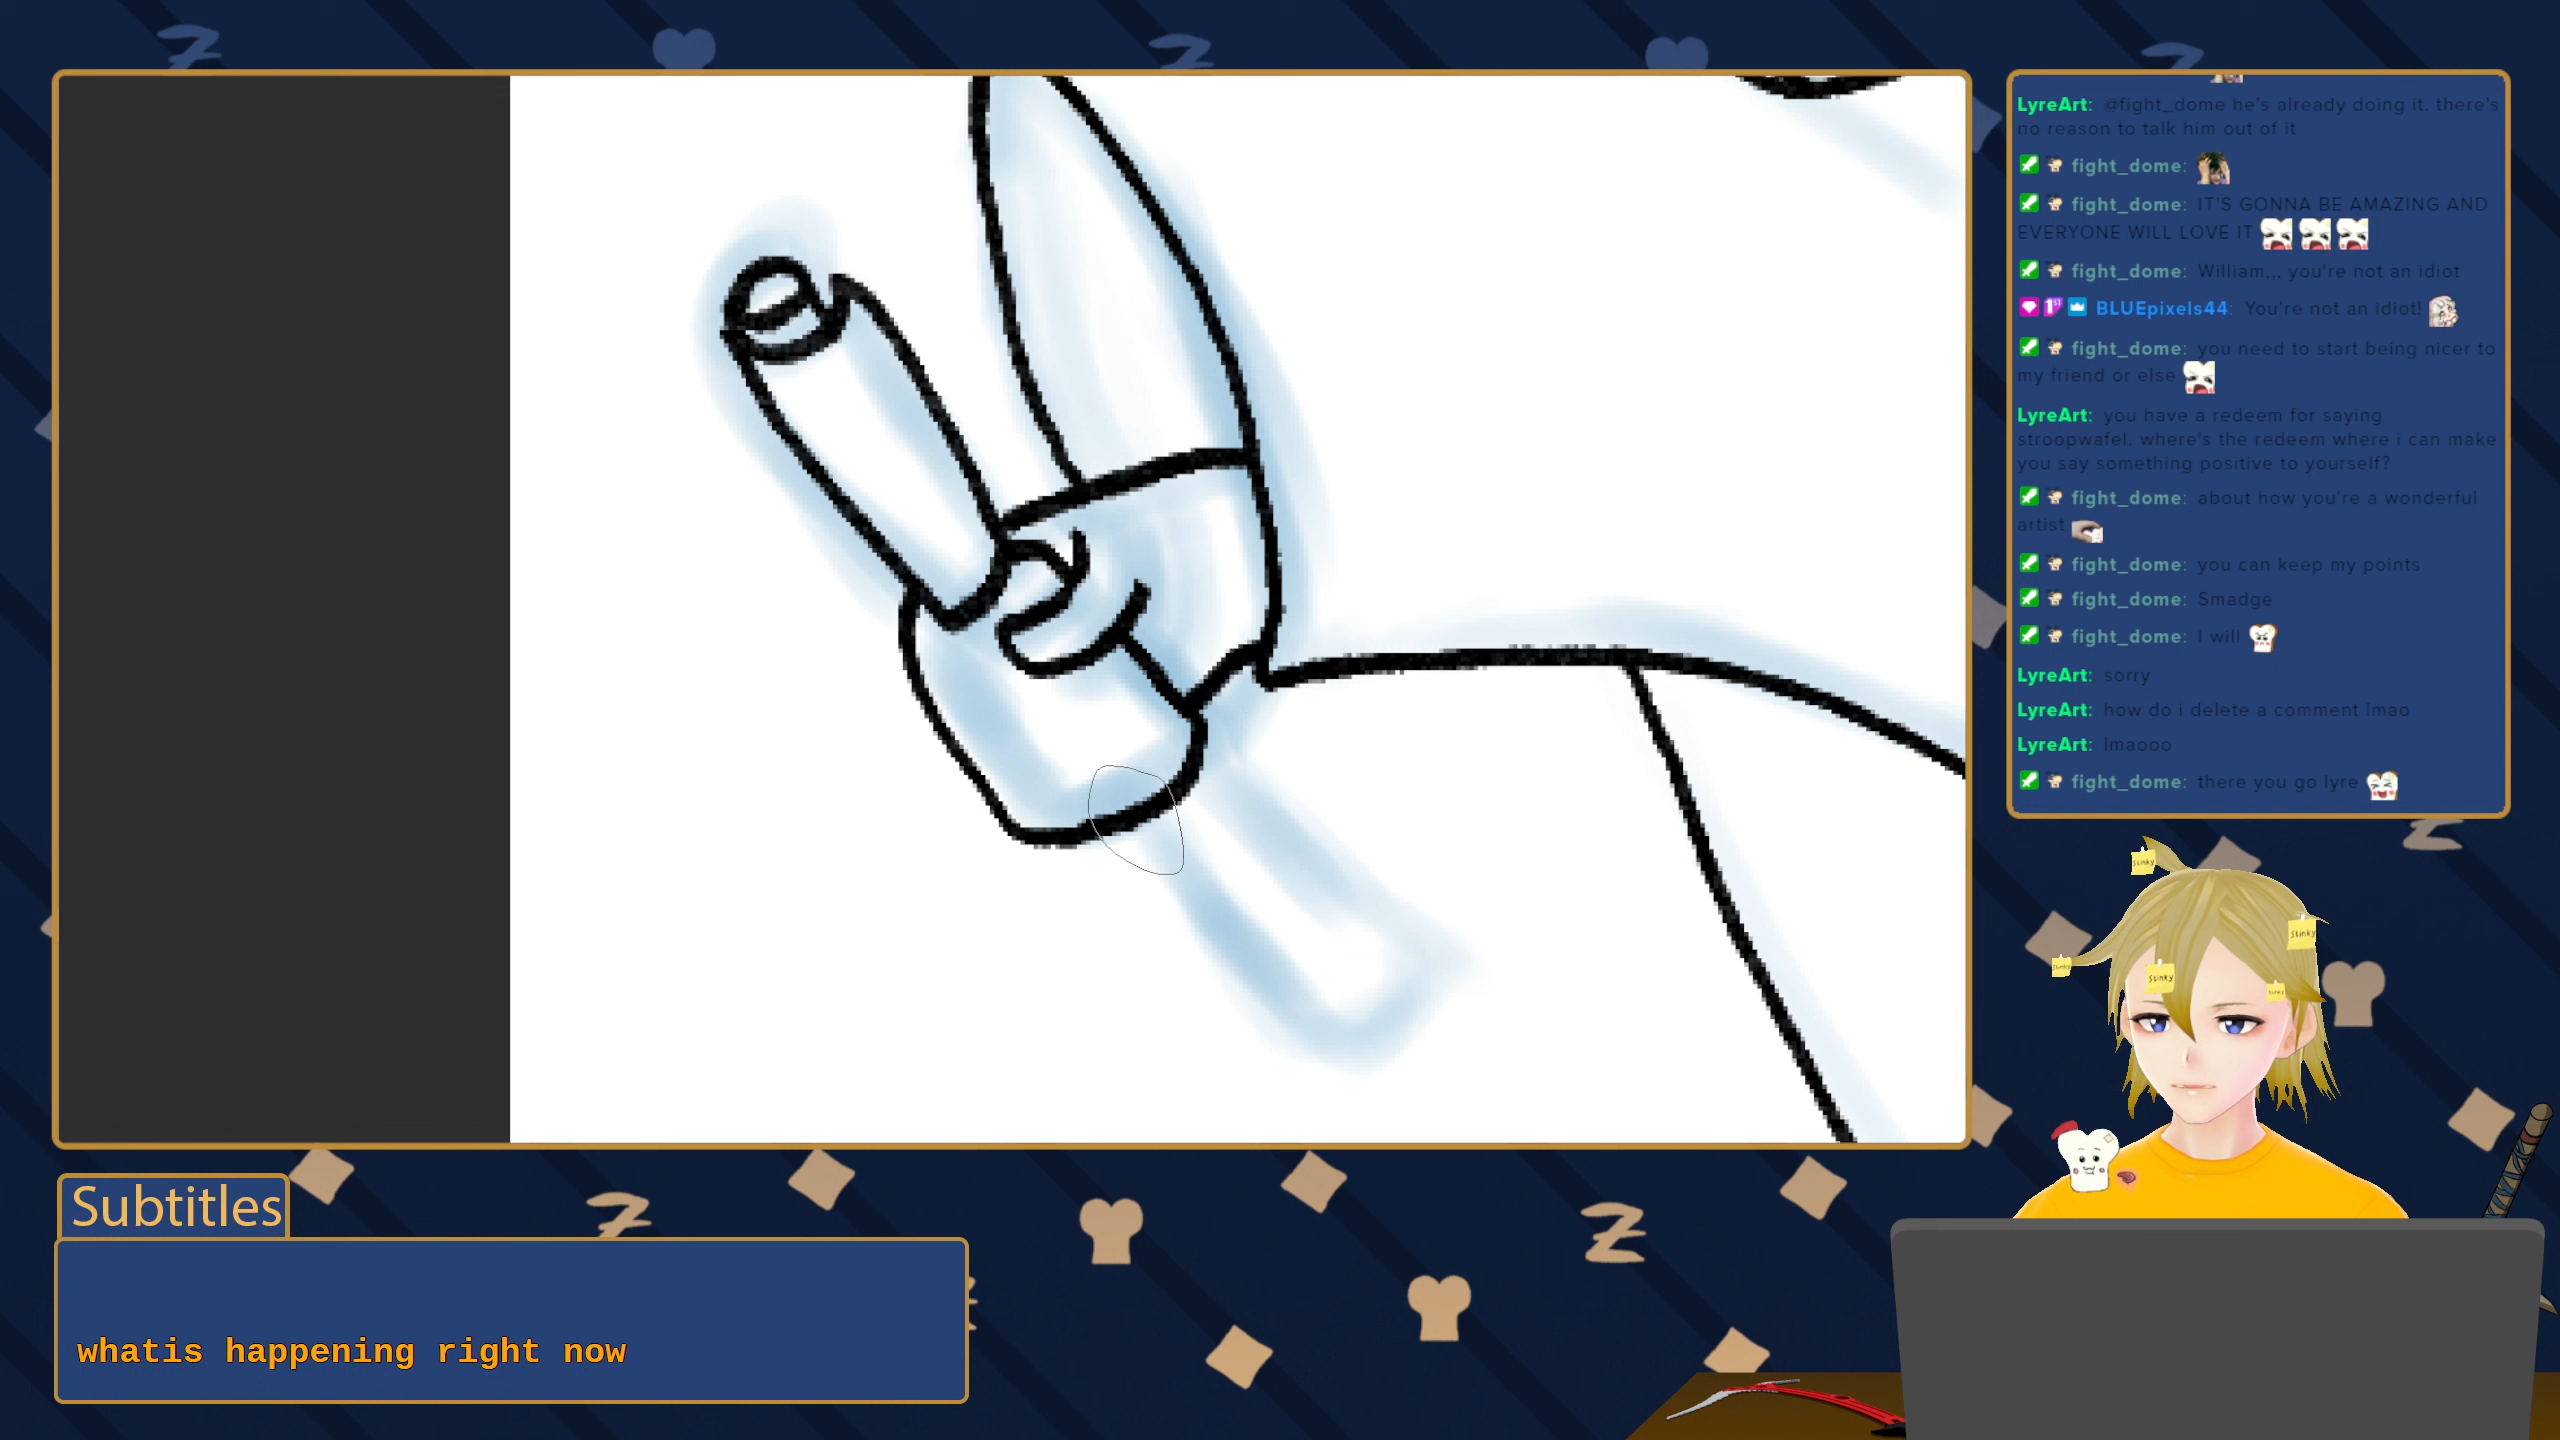 LyreArt: @fight_dome he's already doing it. there's
no reason to talk him out of it
fight_dome:
fight_dome: IT'S GONNA BE AMAZING AND
EVERYONE WILL LOVE IT
fight_dome: William,,, you're not an idiot
BLUEpixels44: You're not an idiot!
fight_dome: you need to start being nicer to
my friend or else
LyreArt: you have a redeem for saying
stroopwafel. where's the redeem where i can make
you say something positive to yourself?
fight_dome: about how you're a wonderful
artist
fight_dome: you can keep my points
fight_dome: Smadge
fight_dome: I will
LyreArt: sorry
LyreArt: how do i delete a comment lmao
LyreArt: lmaooo
fight_dome: there you go lyre
Stinky
Stinky
Stinky
Stinky
Stinky
Subtitles
whatis happening right now